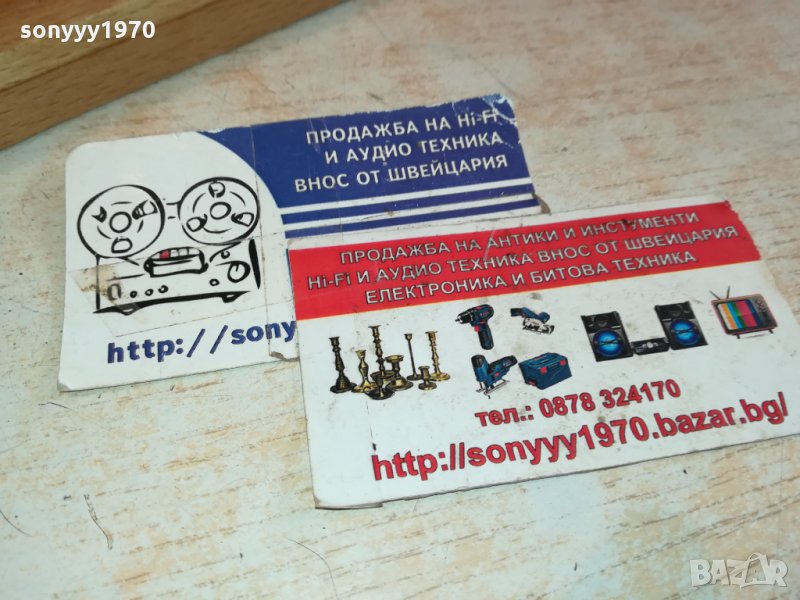 sonyyy1970
ПРОДАЖБА НА Hi-Fi
И АУДИО ТЕХНИКА
ВНОС ОТ ШВЕЙЦАРИЯ
http://sony
ПРОДАЖБА НА АНТИКИ И ИНСТУМЕНТИ
Hi-Fi И АУДИО ТЕХНИКА ВНОС ОТ ШВЕЙЦАРИЯ
ЕЛЕКТРОНИКА И БИТОВА ТЕХНИКА
тел.: 0878 324170
http://sonyyy1970.bazar.bg/
BAZAR